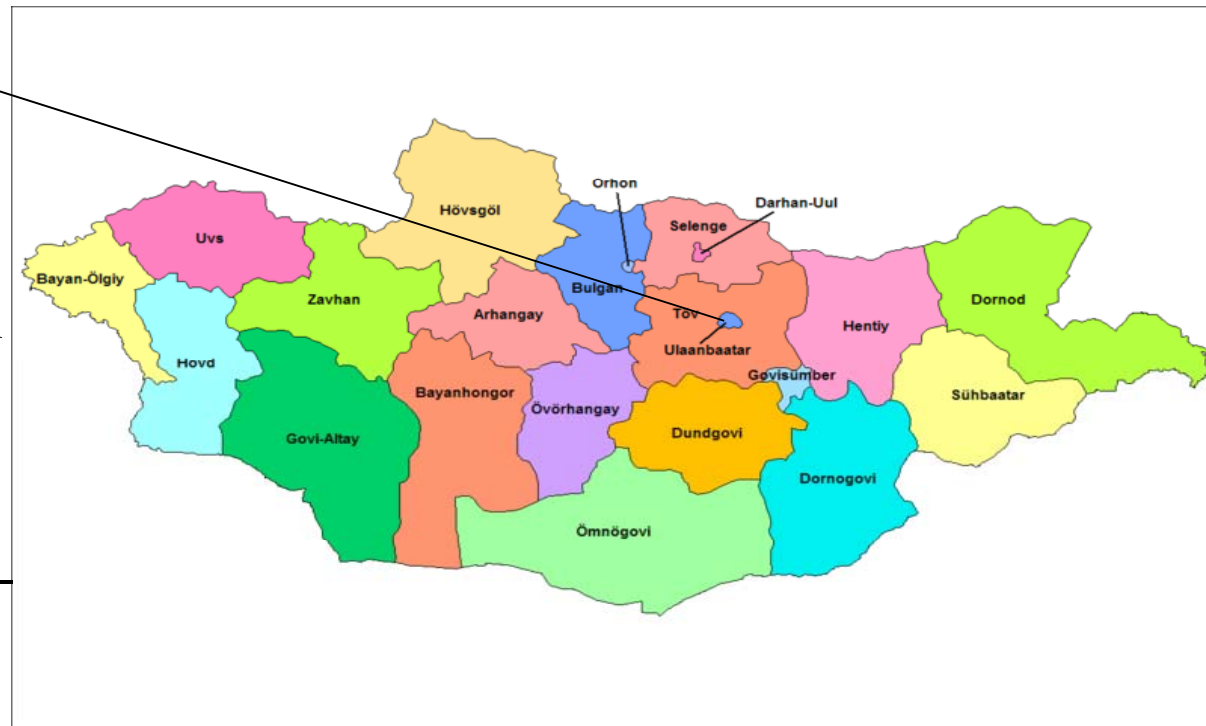 Orhon
Darhan-Uul
Hövsgöl
Selenge
Uvs
Bayan-Ölgiy
Zavhan
Bulgan
Dornod
Arhangay
Töv
Hentiy
Ulaanbaatar
Hovd
Govisümber
Bayanhongor
Sühbaatar
Övörhangay
Govi-Altay
Dundgovi
Dornogovi
Ömnögovi